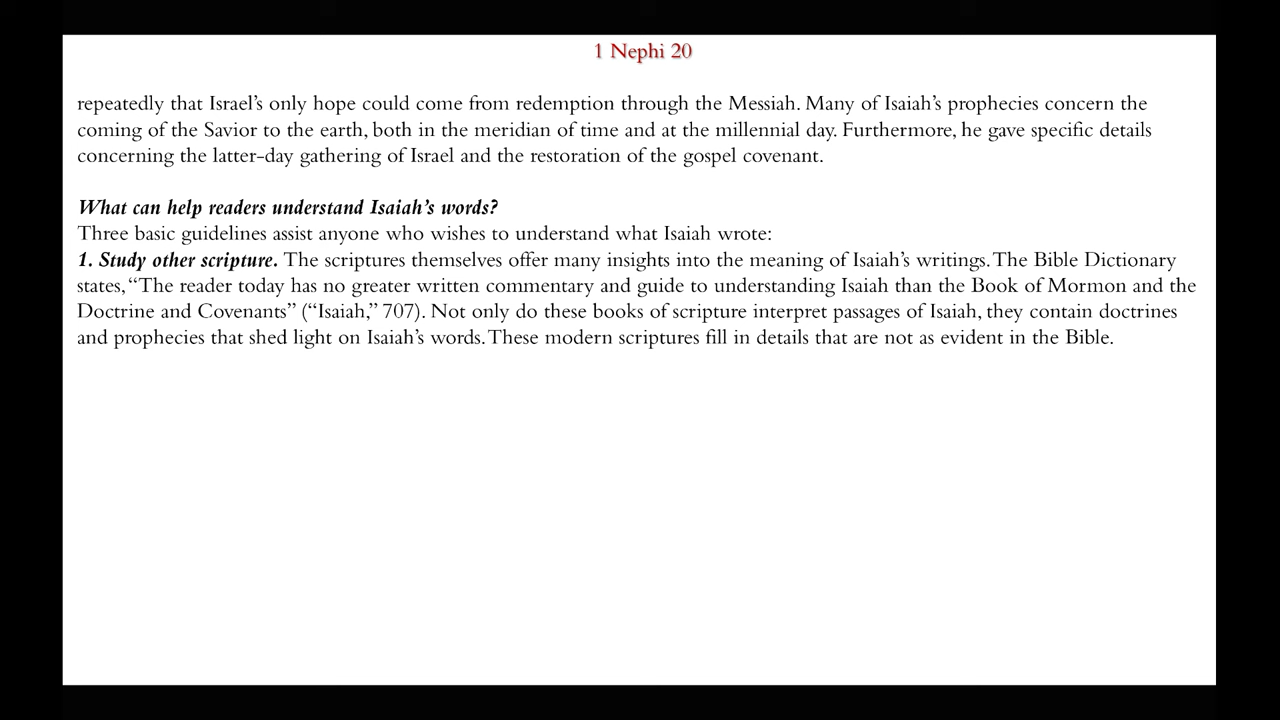 1 Nephi 20
repeatedly that Israel’s only hope could come from redemption through the Messiah. Many of Isaiah’s prophecies concern the
coming of the Savior to the earth, both in the meridian of time and at the millennial day. Furthermore, he gave specific details
concerning the latter-day gathering of Israel and the restoration of the gospel covenant.
What can help readers understand Isaiah’s words?
Three basic guidelines assist anyone who wishes to understand what Isaiah wrote:
1. Study other scripture. The scriptures themselves offer many insights into the meaning of Isaiah’s writings. The Bible Dictionary
states, “The reader today has no greater written commentary and guide to understanding Isaiah than the Book of Mormon and the
Doctrine and Covenants” (“Isaiah,” 707). Not only do these books of scripture interpret passages of Isaiah, they contain doctrines
and prophecies that shed light on Isaiah’s words. These modern scriptures fill in details that are not as evident in the Bible.